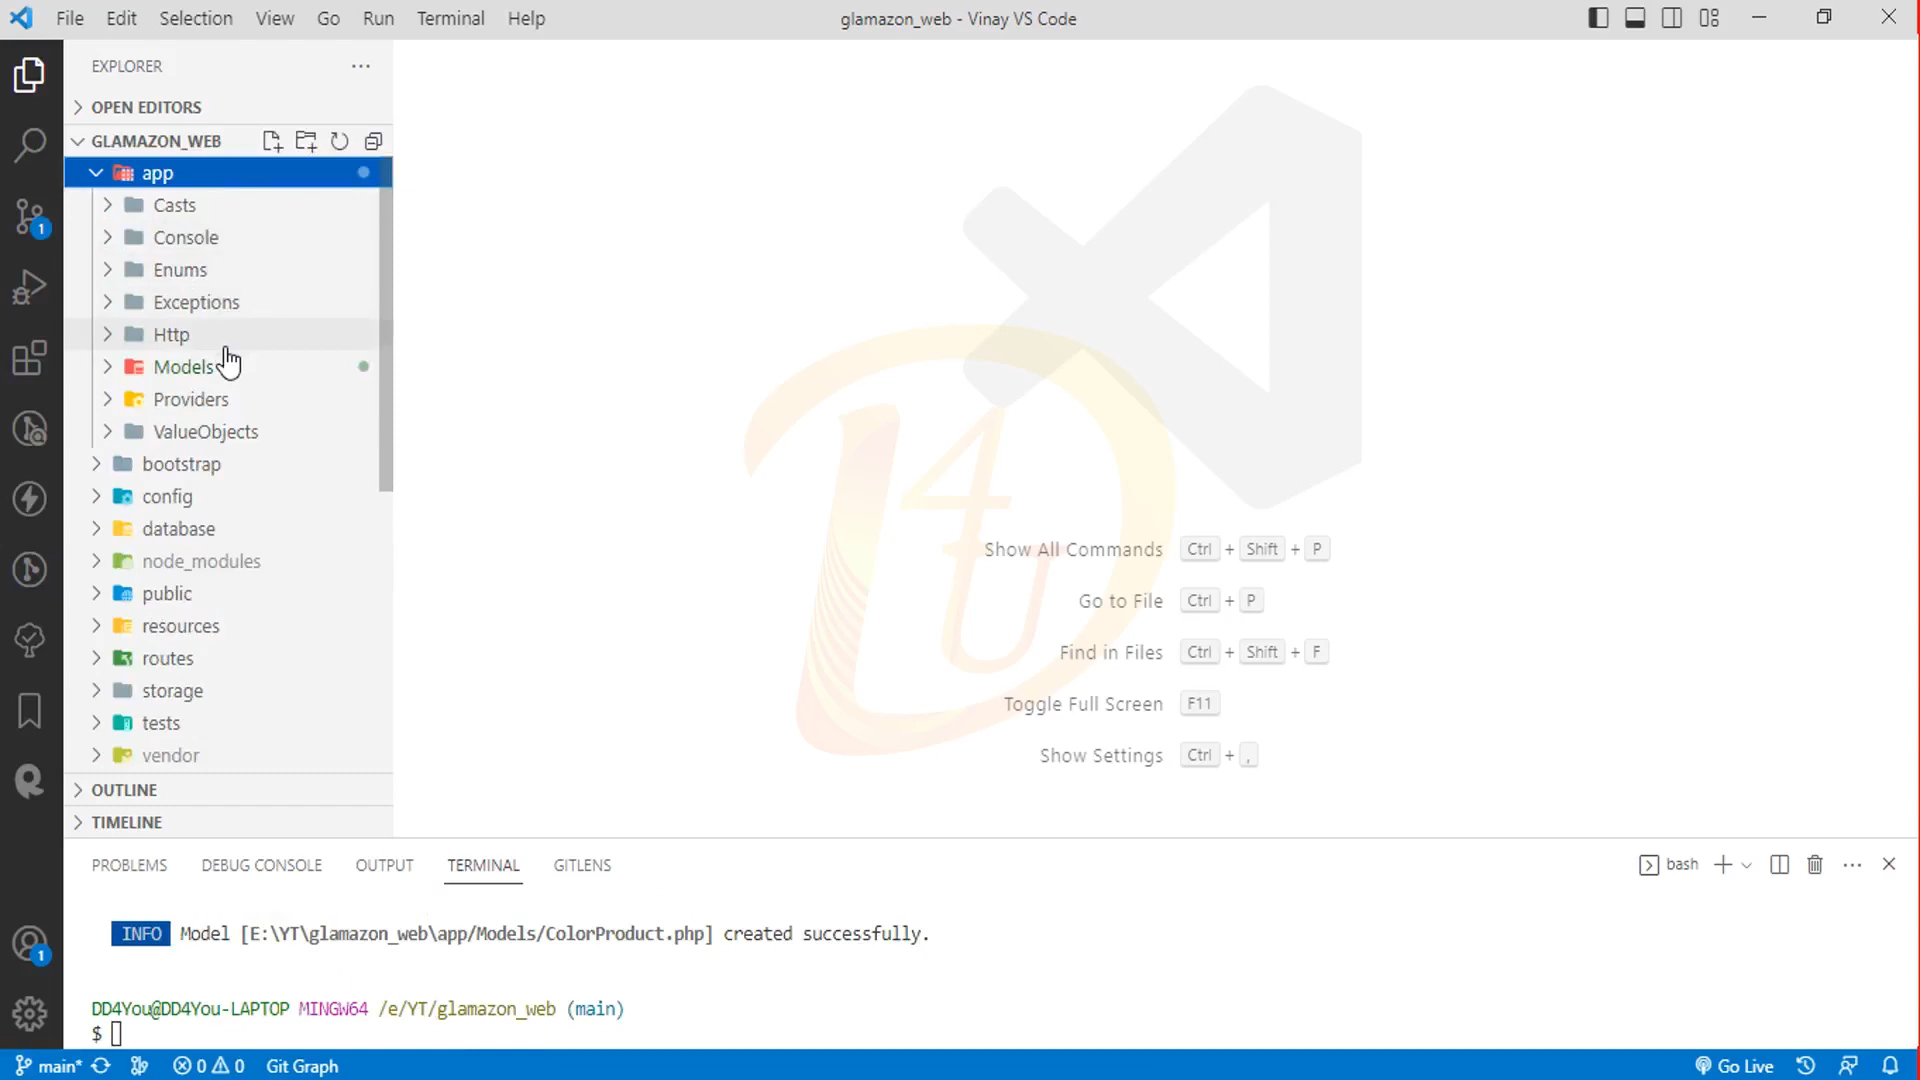 File Edit Selection View Go Run Terminal Help
glamazon_web - Vinay VS Code
EXPLORER
OPEN EDITORS
GLAMAZON_WEB
app
Casts
Console
Enums
Exceptions
Http
Models
Providers
ValueObjects
bootstrap
config
database
node_modules
public
resources
routes
storage
tests
vendor
OUTLINE
TIMELINE
1
1
D4U
Show All Commands Ctrl + Shift + P
Go to File Ctrl + P
Find in Files Ctrl + Shift + F
Toggle Full Screen F11
Show Settings Ctrl + ,
PROBLEMS DEBUG CONSOLE OUTPUT TERMINAL GITLENS
bash
INFO Model [E:\YT\glamazon_web\app/Models/ColorProduct.php] created successfully.
DD4You@DD4You-LAPTOP MINGW64 /e/YT/glamazon_web (main)
$
main* 0 0 Git Graph
Go Live